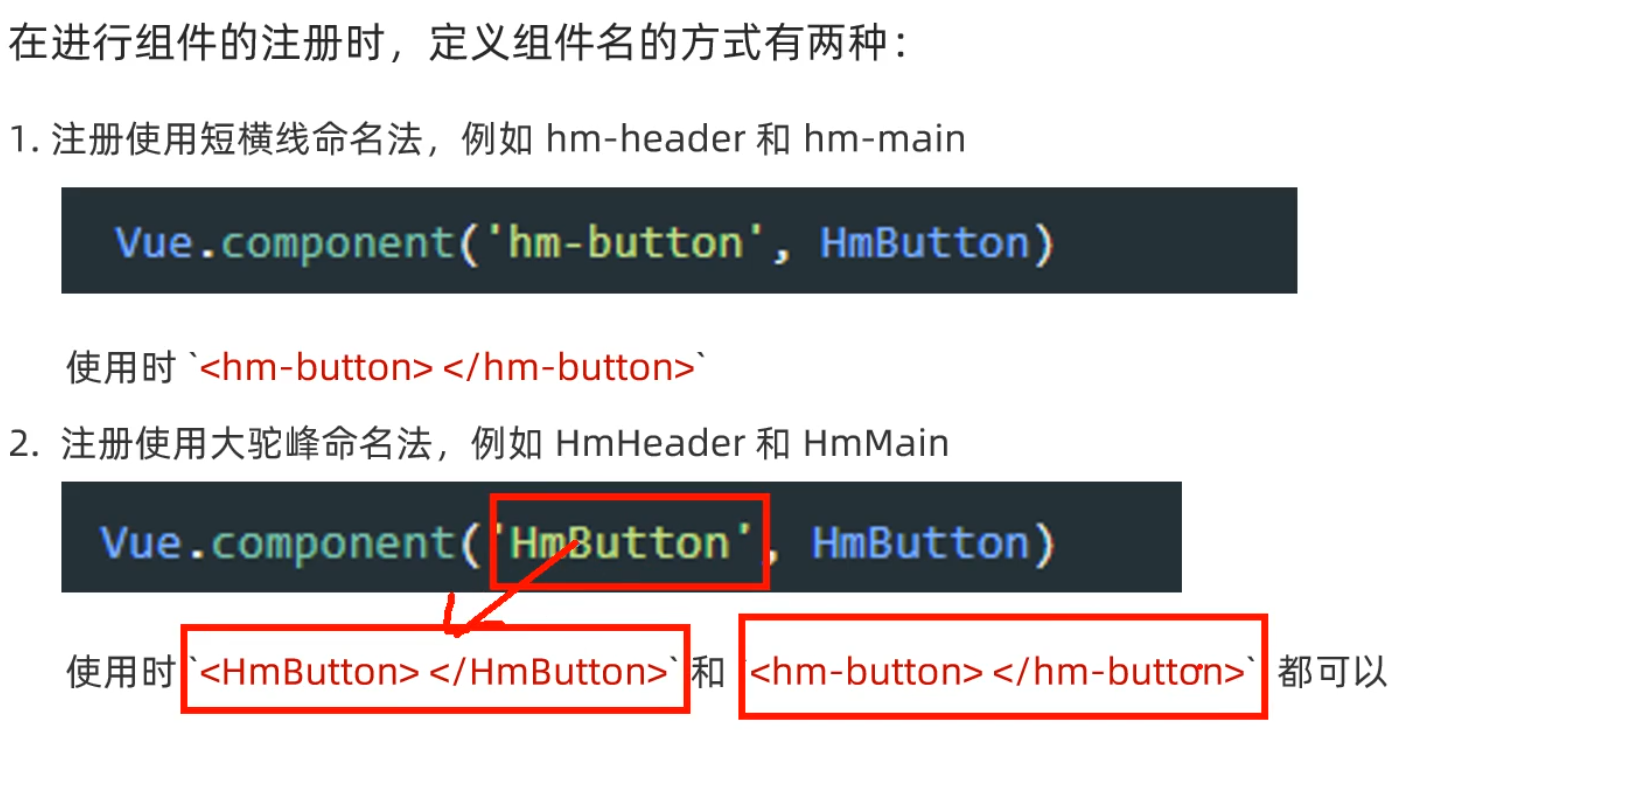 在进行组件的注册时，定义组件名的方式有两种：
1. 注册使用短横线命名法，例如 hm-header 和 hm-main
Vue.component('hm-button', HmButton)
使用时 `<hm-button> </hm-button>`
2. 注册使用大驼峰命名法，例如 HmHeader 和 HmMain
Vue.component('HmButton', HmButton)
使用时 `<HmButton> </HmButton>` 和 `<hm-button> </hm-button>` 都可以